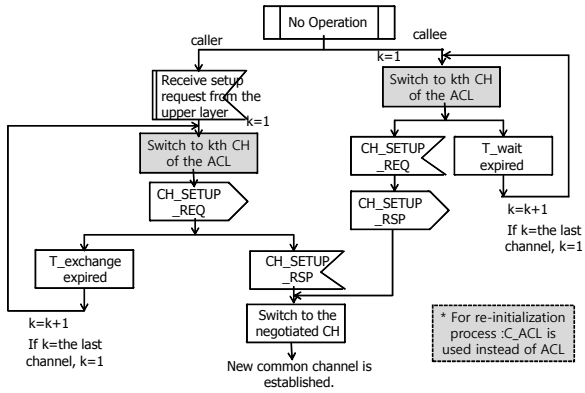 No Operation
caller
callee
k=1
Receive setup
request from the
upper layer
k=1
Switch to kth CH
of the ACL
Switch to kth CH
of the ACL
CH_SETUP
_REQ
T_wait
expired
CH_SETUP
_REQ
CH_SETUP
_RSP
k=k+1
If k=the last
channel, k=1
T_exchange
expired
CH_SETUP
_RSP
k=k+1
If k=the last
channel, k=1
Switch to the
negotiated CH
* For re-initialization
process :C_ACL is
used instead of ACL
New common channel is
established.